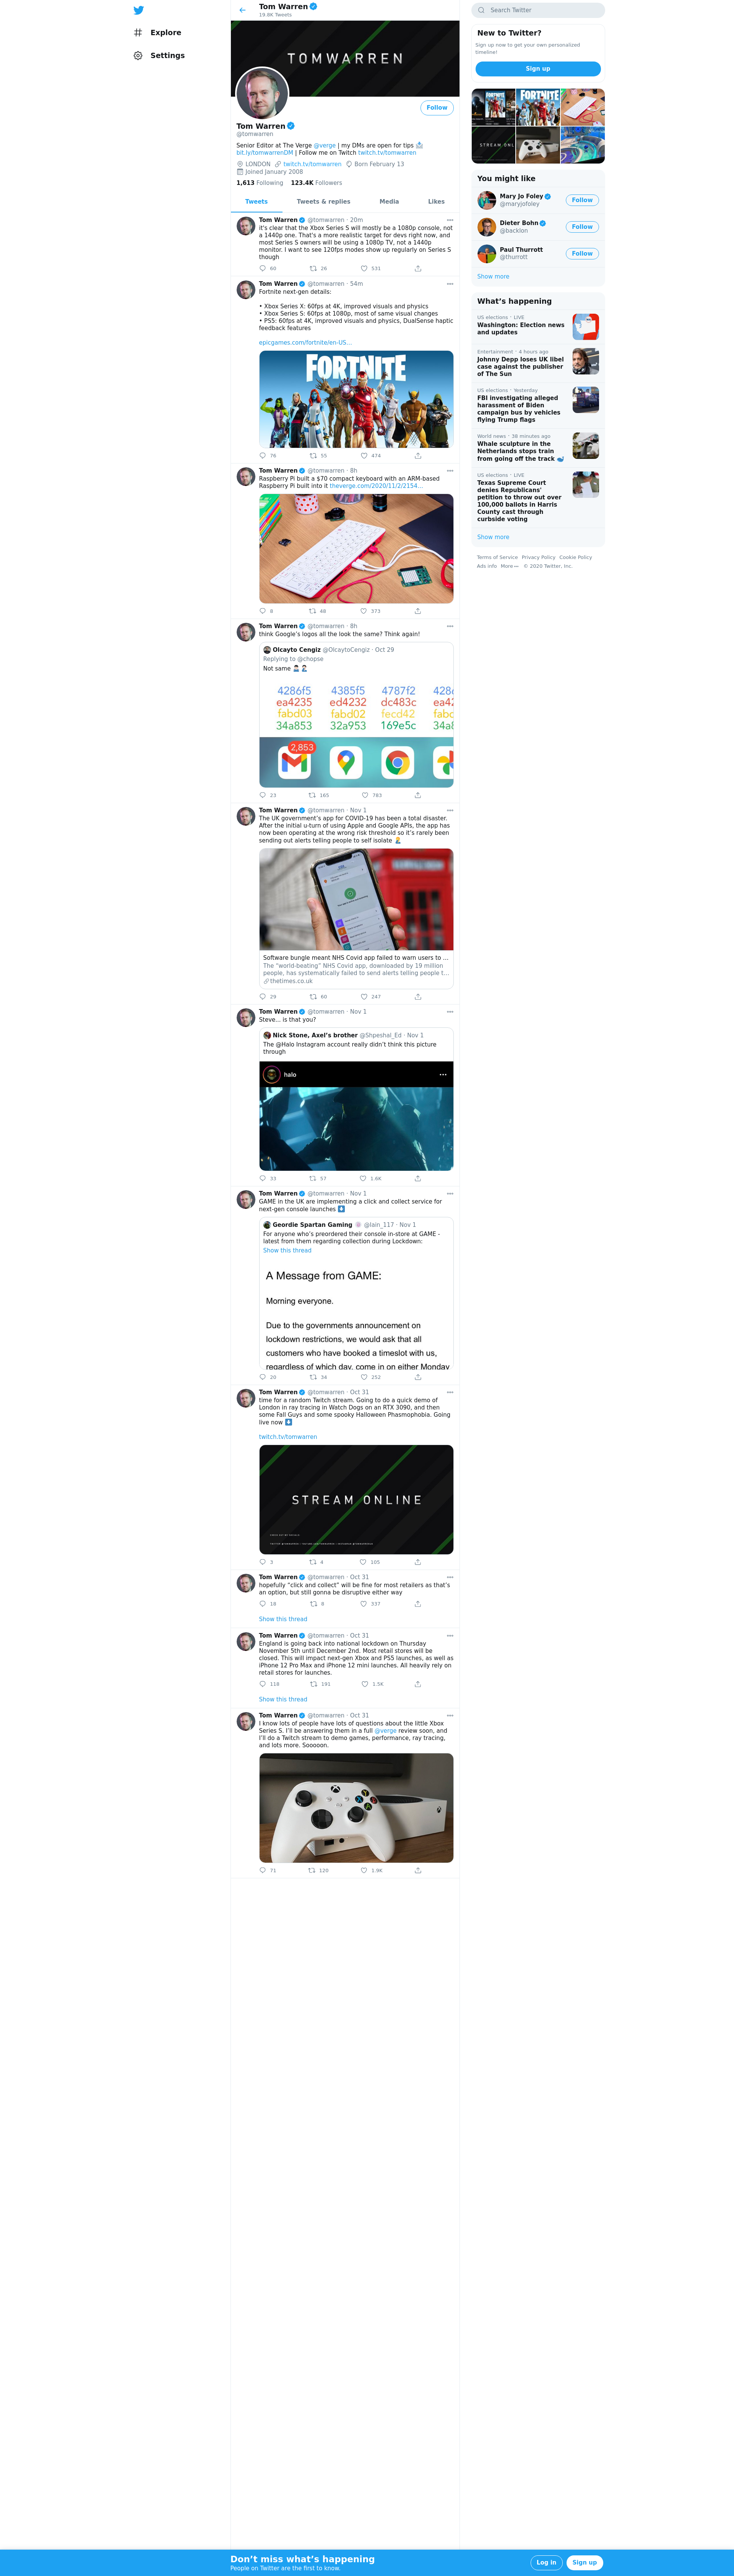 Explore
Settings
Tom Warren
19.8K Tweets
TOMWARREN
Follow
Tom Warren
@tomwarren
Senior Editor at The Verge @verge | my DMs are open for tips 📩
bit.ly/tomwarrenDM | Follow me on Twitch twitch.tv/tomwarren
LONDON twitch.tv/tomwarren Born February 13
Joined January 2008
1,613 Following 123.4K Followers
Tweets Tweets & replies Media Likes
Tom Warren @tomwarren · 20m
it's clear that the Xbox Series S will mostly be a 1080p console, not
a 1440p one. That's a more realistic target for devs right now, and
most Series S owners will be using a 1080p TV, not a 1440p
monitor. I want to see 120fps modes show up regularly on Series S
though
60 26 531
Tom Warren @tomwarren · 54m
Fortnite next-gen details:
• Xbox Series X: 60fps at 4K, improved visuals and physics
• Xbox Series S: 60fps at 1080p, most of same visual changes
• PS5: 60fps at 4K, improved visuals and physics, DualSense haptic
feedback features
epicgames.com/fortnite/en-US…
FORTNITE
76 55 474
Tom Warren @tomwarren · 8h
Raspberry Pi built a $70 compact keyboard with an ARM-based
Raspberry Pi built into it theverge.com/2020/11/2/2154…
8 48 373
Tom Warren @tomwarren · 8h
think Google's logos all the look the same? Think again!
Olcayto Cengiz @OlcaytoCengiz · Oct 29
Replying to @chopse
Not same
4286f5 4385f5 4787f2 428
ea4235 ed4232 dc483c ea4
fabd03 fabd02 fecd42 fabc
34a853 32a953 169e5c 34a8
2,853
23 165 763
Tom Warren @tomwarren · Nov 1
The UK government's app for COVID-19 has been a total disaster.
After the initial u-turn of using Apple and Google APIs, the app has
now been operating at the wrong risk threshold so it's rarely been
sending out alerts telling people to self isolate
Software bungle meant NHS Covid app failed to warn users to …
The "world-beating" NHS Covid app, downloaded by 19 million
people, has systematically failed to send alerts telling people t…
thetimes.co.uk
29 60 247
Tom Warren @tomwarren · Nov 1
Steve... is that you?
Nick Stone, Axel's brother @Shpeshal_Ed · Nov 1
The @Halo Instagram account really didn't think this picture
through
halo
33 57 1.6K
Tom Warren @tomwarren · Nov 1
GAME in the UK are implementing a click and collect service for
next-gen console launches ⬇️
Geordie Spartan Gaming @Iain_117 · Nov 1
For anyone who's preordered their console in-store at GAME -
latest from them regarding collection during Lockdown:
Show this thread
A Message from GAME:
Morning everyone.
Due to the governments announcement on
lockdown restrictions, we would ask that all
customers who have booked a timeslot with us,
regardless of which day, come in on either Monday
20 34 252
Tom Warren @tomwarren · Oct 31
time for a random Twitch stream. Going to do a quick demo of
London in ray tracing in Watch Dogs on an RTX 3090, and then
some Fall Guys and some spooky Halloween Phasmophobia. Going
live now ⬇️
twitch.tv/tomwarren
STREAM ONLINE
3 4 105
Tom Warren @tomwarren · Oct 31
hopefully "click and collect" will be fine for most retailers as that's
an option, but still gonna be disruptive either way
18 8 337
Show this thread
Tom Warren @tomwarren · Oct 31
England is going back into national lockdown on Thursday
November 5th until December 2nd. Most retail stores will be
closed. This will impact next-gen Xbox and PS5 launches, as well as
iPhone 12 Pro Max and iPhone 12 mini launches. All heavily rely on
retail stores for launches.
118 191 1.5K
Show this thread
Tom Warren @tomwarren · Oct 31
I know lots of people have lots of questions about the little Xbox
Series S. I'll be answering them in a full @verge review soon, and
I'll do a Twitch stream to demo games, performance, ray tracing,
and lots more. Sooooon.
71 120 1.9K
Search Twitter
New to Twitter?
Sign up now to get your own personalized
timeline!
Sign up
FORTNITE
STREAM ONL
You might like
Mary Jo Foley
@maryjofoley
Follow
Dieter Bohn
@backlon
Follow
Paul Thurrott
@thurrott
Follow
Show more
What's happening
US elections · LIVE
Washington: Election news
and updates
Entertainment · 4 hours ago
Johnny Depp loses UK libel
case against the publisher
of The Sun
US elections · Yesterday
FBI investigating alleged
harassment of Biden
campaign bus by vehicles
flying Trump flags
World news · 38 minutes ago
Whale sculpture in the
Netherlands stops train
from going off the track 🐋
US elections · LIVE
Texas Supreme Court
denies Republicans'
petition to throw out over
100,000 ballots in Harris
County cast through
curbside voting
Show more
Terms of Service Privacy Policy Cookie Policy
Ads info More ··· © 2020 Twitter, Inc.
Don't miss what's happening
People on Twitter are the first to know.
Log in
Sign up